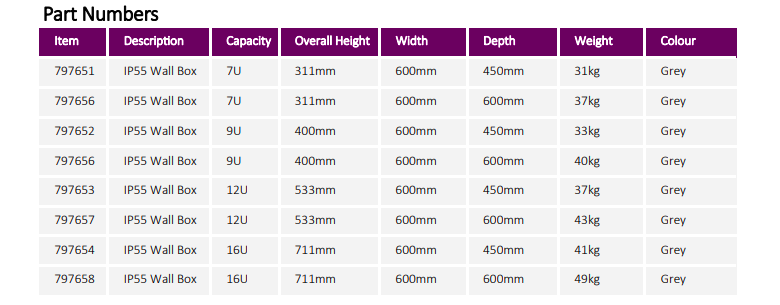 Part Numbers
Item Description Capacity Overall Height Width Depth Weight Colour
797651 IP55 Wall Box 7U 311mm 600mm 450mm 31kg Grey
797656 IP55 Wall Box 7U 311mm 600mm 600mm 37kg Grey
797652 IP55 Wall Box 9U 400mm 600mm 450mm 33kg Grey
797656 IP55 Wall Box 9U 400mm 600mm 600mm 40kg Grey
797653 IP55 Wall Box 12U 533mm 600mm 450mm 37kg Grey
797657 IP55 Wall Box 12U 533mm 600mm 600mm 43kg Grey
797654 IP55 Wall Box 16U 711mm 600mm 450mm 41kg Grey
797658 IP55 Wall Box 16U 711mm 600mm 600mm 49kg Grey